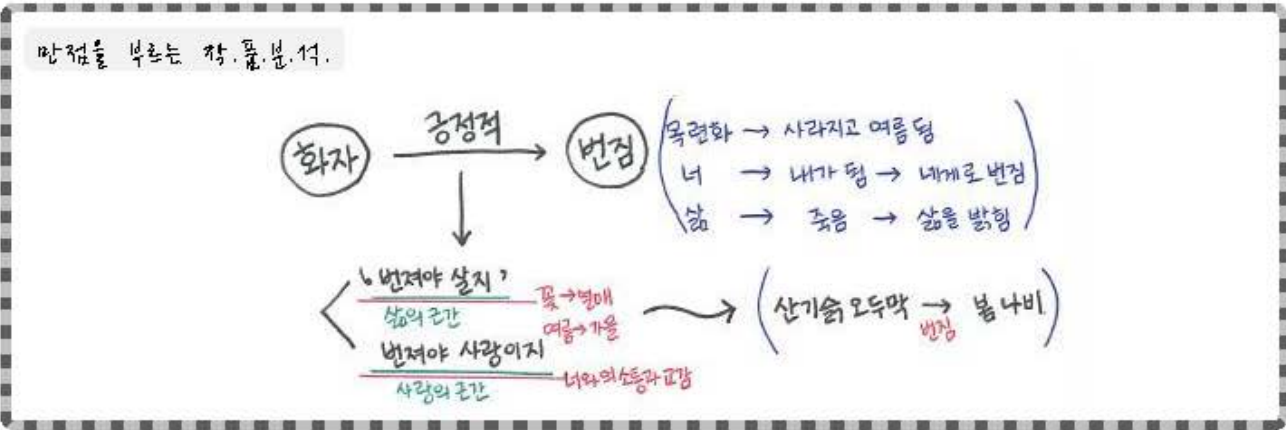 만점을 부르는 작.품.분.석.
화자 긍정적 → 번짐
목련화 → 사라지고 여름 됨
너 → 내가 됨 → 네게로 번짐
삶 → 죽음 → 삶을 밝힘
'번져야 살지'
삶의 근간
꽃→열매
여름→가을
번져야 사랑이지
사랑의 근간
너와의 소통과 교감
산기슭 오두막 → 봄 나비
번짐